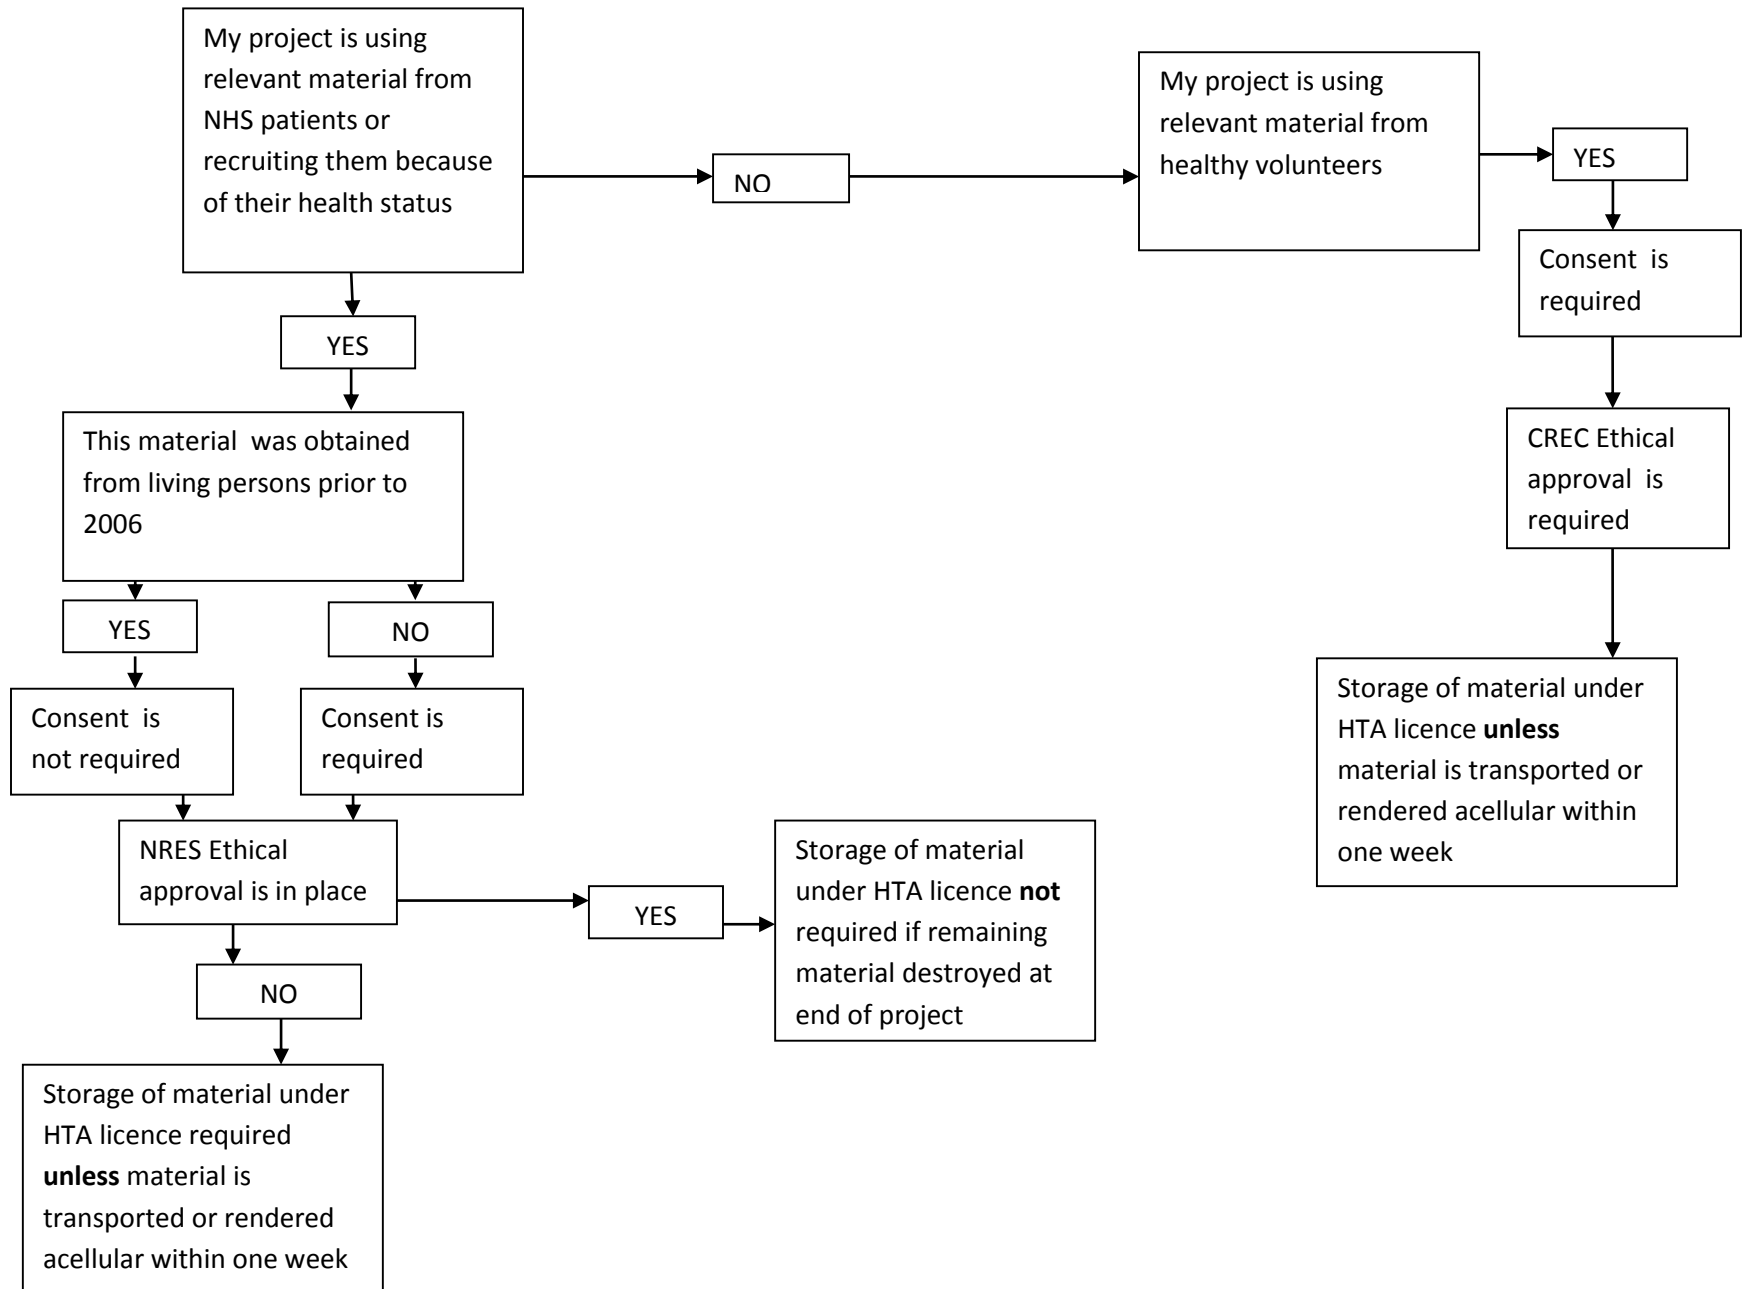 My project is using
relevant material from
NHS patients or
recruiting them because
of their health status
NO
My project is using
relevant material from
healthy volunteers
YES
Consent is
required
CREC Ethical
approval is
required
Storage of material under
HTA licence unless
material is transported or
rendered acellular within
one week
YES
This material was obtained
from living persons prior to
2006
YES
NO
Consent is
not required
Consent is
required
NRES Ethical
approval is in place
YES
Storage of material
under HTA licence not
required if remaining
material destroyed at
end of project
NO
Storage of material under
HTA licence required
unless material is
transported or rendered
acellular within one week